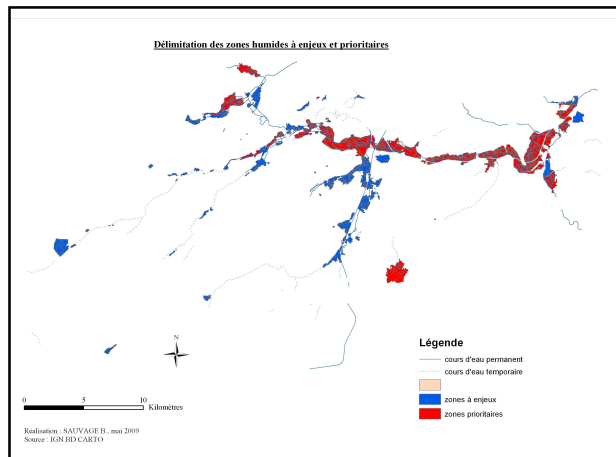 Délimitation des zones humides à enjeux et prioritaires
N
Légende
cours d'eau permanent
cours d'eau temporaire
zones à enjeux
zones prioritaires
0 5 10
Kilomètres
Réalisation : SAUVAGE B., mai 2009
Source : IGN BD CARTO